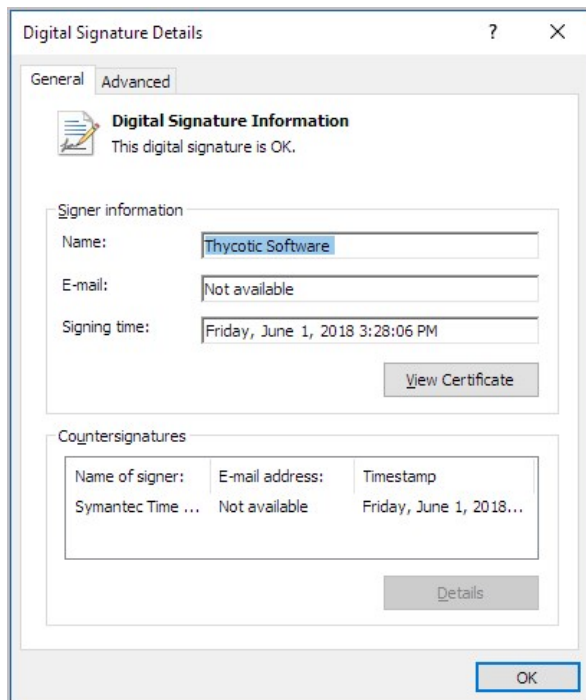 Digital Signature Details ? ×
General Advanced
Digital Signature Information
This digital signature is OK.
Signer information
Name: Thycotic Software
E-mail: Not available
Signing time: Friday, June 1, 2018 3:28:06 PM
View Certificate
Countersignatures
Name of signer: E-mail address: Timestamp
Symantec Time ... Not available Friday, June 1, 2018...
Details
OK